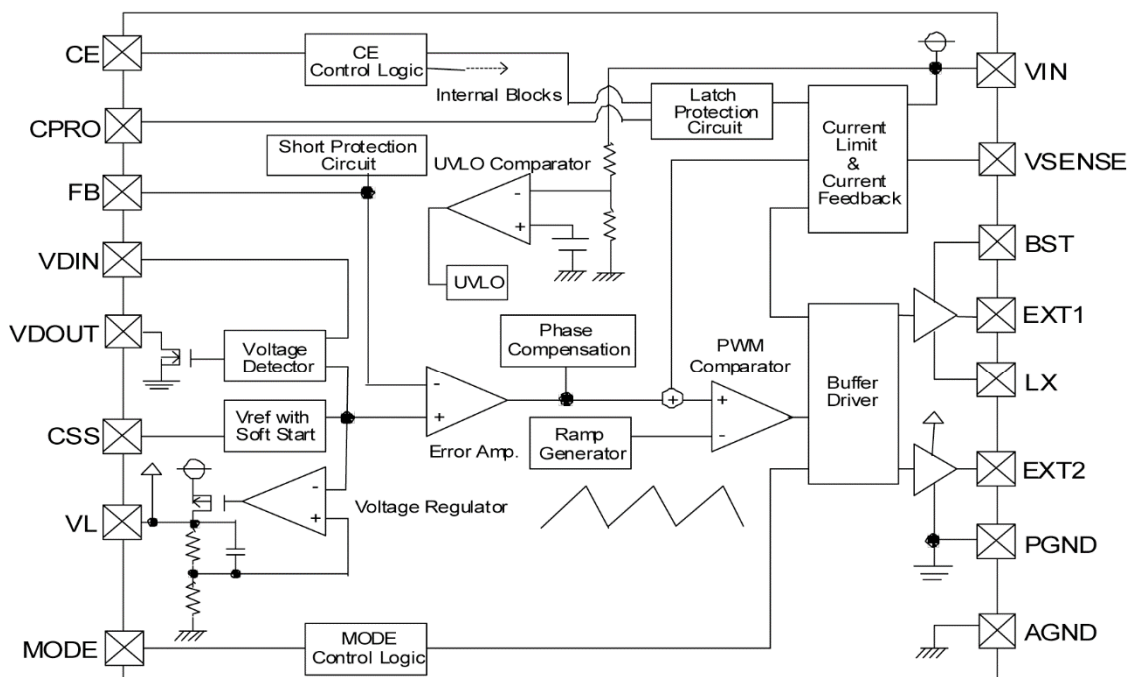 CE
CE
Control Logic
Internal Blocks
VIN
CPRO
Latch
Protection
Circuit
Current
Limit
&
Current
Feedback
Short Protection
Circuit
UVLO Comparator
VSENSE
FB
-
+
BST
VDIN
UVLO
EXT1
VDOUT
Voltage
Detector
Phase
Compensation
PWM
Comparator
Buffer
Driver
LX
-
+
+
+
-
CSS
Vref with
Soft Start
Error Amp.
Ramp
Generator
EXT2
-
+
Voltage Regulator
VL
PGND
MODE
MODE
Control Logic
AGND